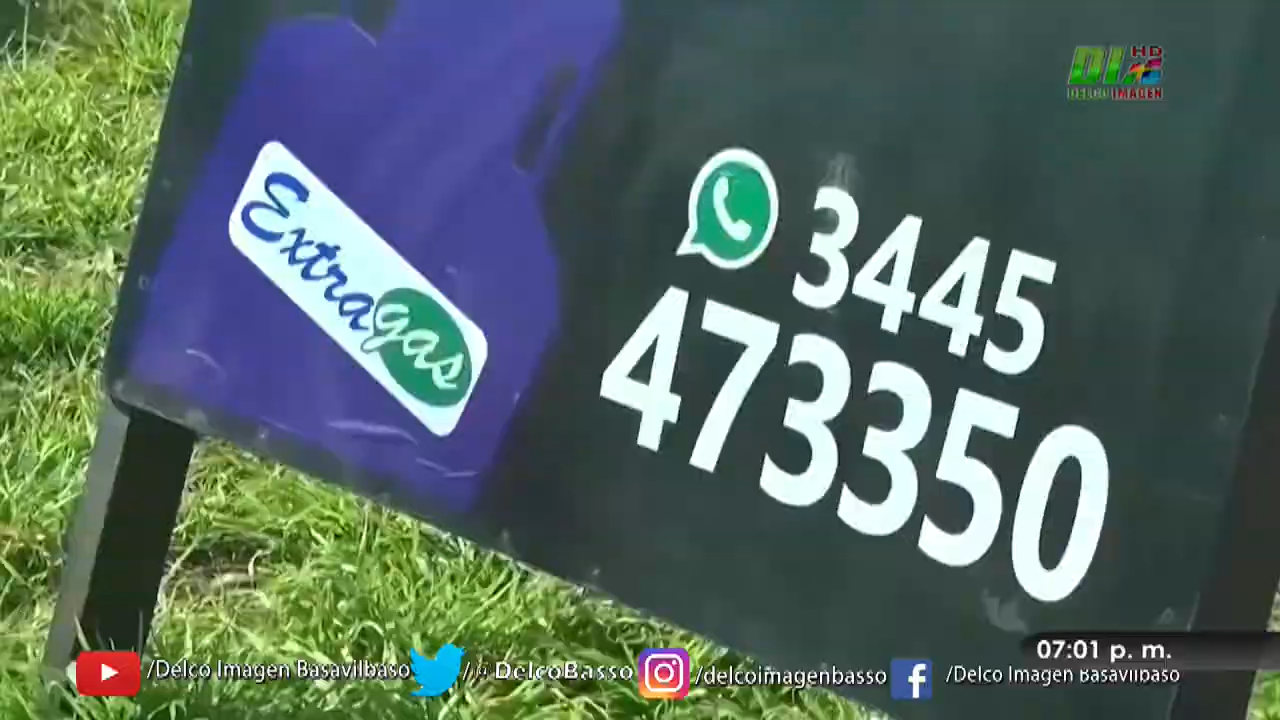 DI HD
DELCO IMAGEN
Extragas
3445
473350
07:01 p. m.
/Delco Imagen Basavilbaso
DelcoBasso
/delcoimagenbasso
/Delco Imagen Basavilbaso